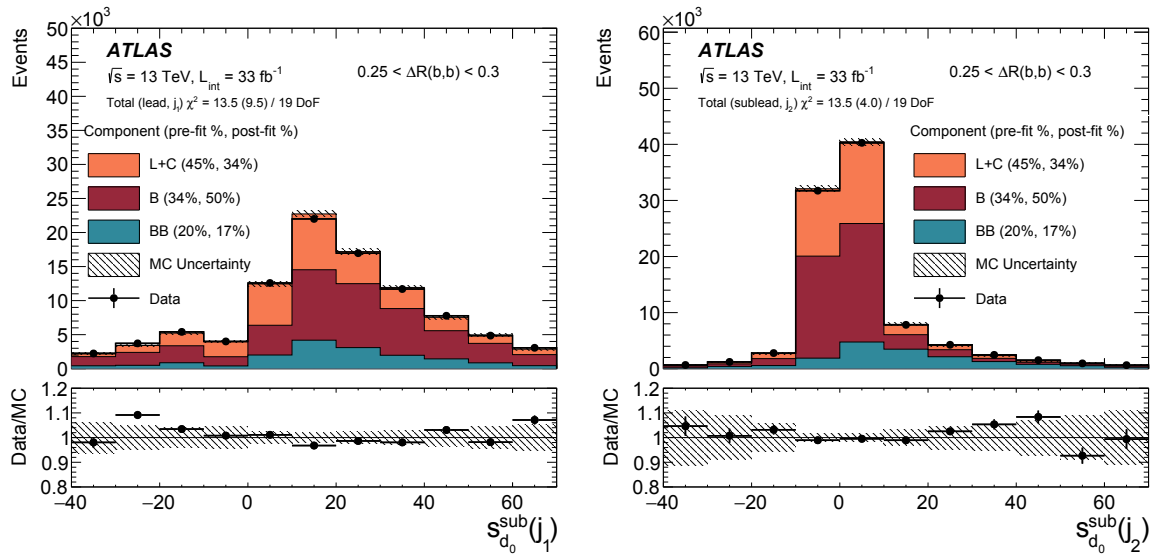 ×10³
50
45
40
35
30
25
20
15
10
5
0
Events
ATLAS
√s = 13 TeV, L_int = 33 fb⁻¹
0.25 < ΔR(b,b) < 0.3
Total (lead, j₁) χ² = 13.5 (9.5) / 19 DoF
Component (pre-fit %, post-fit %)
L+C (45%, 34%)
B (34%, 50%)
BB (20%, 17%)
MC Uncertainty
Data
1.2
1.1
1
0.9
0.8
Data/MC
−40 −20 0 20 40 60
s_d₀^sub(j₁)
×10³
60
50
40
30
20
10
0
Events
ATLAS
√s = 13 TeV, L_int = 33 fb⁻¹
0.25 < ΔR(b,b) < 0.3
Total (sublead, j₂) χ² = 13.5 (4.0) / 19 DoF
Component (pre-fit %, post-fit %)
L+C (45%, 34%)
B (34%, 50%)
BB (20%, 17%)
MC Uncertainty
Data
1.2
1.1
1
0.9
0.8
Data/MC
−40 −20 0 20 40 60
s_d₀^sub(j₂)